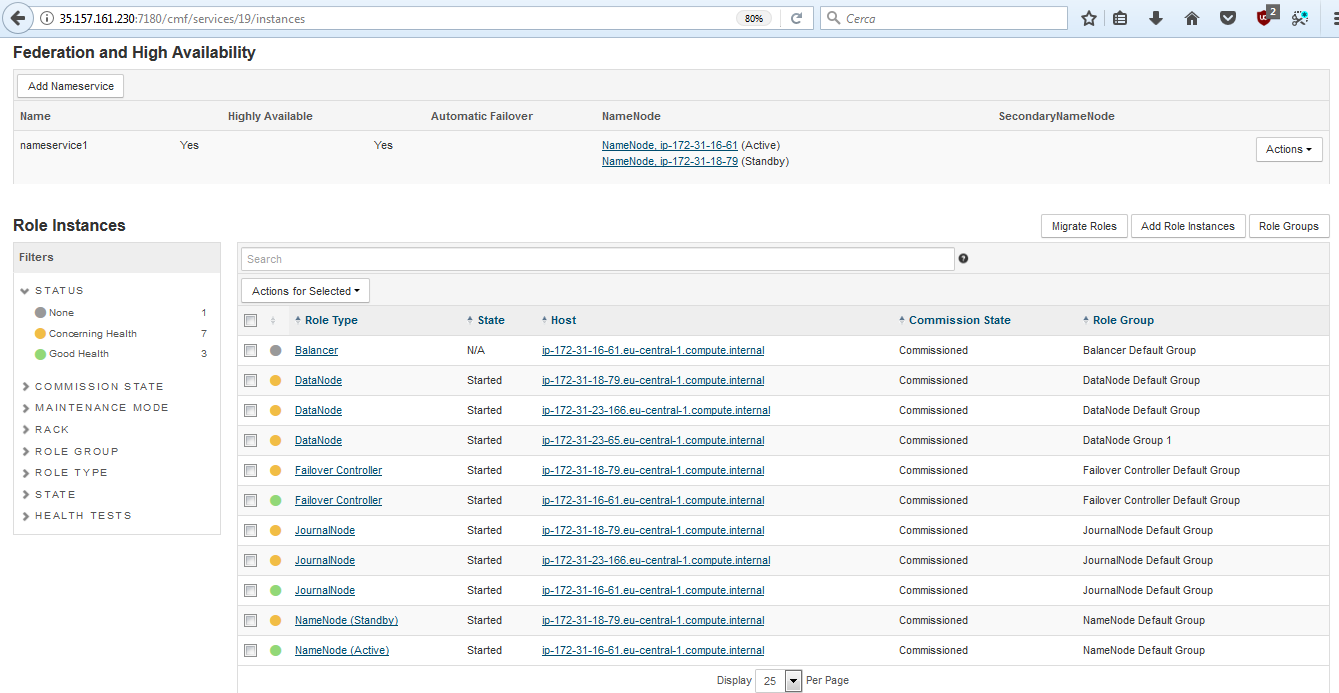 35.157.161.230:7180/cmf/services/19/instances 80% Cerca 2
Federation and High Availability
Add Nameservice
Name Highly Available Automatic Failover NameNode SecondaryNameNode
nameservice1 Yes Yes NameNode, ip-172-31-16-61 (Active)
NameNode, ip-172-31-18-79 (Standby)
Actions
Role Instances
Migrate Roles Add Role Instances Role Groups
Filters
STATUS
None 1
Concerning Health 7
Good Health 3
COMMISSION STATE
MAINTENANCE MODE
RACK
ROLE GROUP
ROLE TYPE
STATE
HEALTH TESTS
Search ?
Actions for Selected
Role Type State Host Commission State Role Group
Balancer N/A ip-172-31-16-61.eu-central-1.compute.internal Commissioned Balancer Default Group
DataNode Started ip-172-31-18-79.eu-central-1.compute.internal Commissioned DataNode Default Group
DataNode Started ip-172-31-23-166.eu-central-1.compute.internal Commissioned DataNode Default Group
DataNode Started ip-172-31-23-65.eu-central-1.compute.internal Commissioned DataNode Group 1
Failover Controller Started ip-172-31-18-79.eu-central-1.compute.internal Commissioned Failover Controller Default Group
Failover Controller Started ip-172-31-16-61.eu-central-1.compute.internal Commissioned Failover Controller Default Group
JournalNode Started ip-172-31-18-79.eu-central-1.compute.internal Commissioned JournalNode Default Group
JournalNode Started ip-172-31-23-166.eu-central-1.compute.internal Commissioned JournalNode Default Group
JournalNode Started ip-172-31-16-61.eu-central-1.compute.internal Commissioned JournalNode Default Group
NameNode (Standby) Started ip-172-31-18-79.eu-central-1.compute.internal Commissioned NameNode Default Group
NameNode (Active) Started ip-172-31-16-61.eu-central-1.compute.internal Commissioned NameNode Default Group
Display 25 Per Page